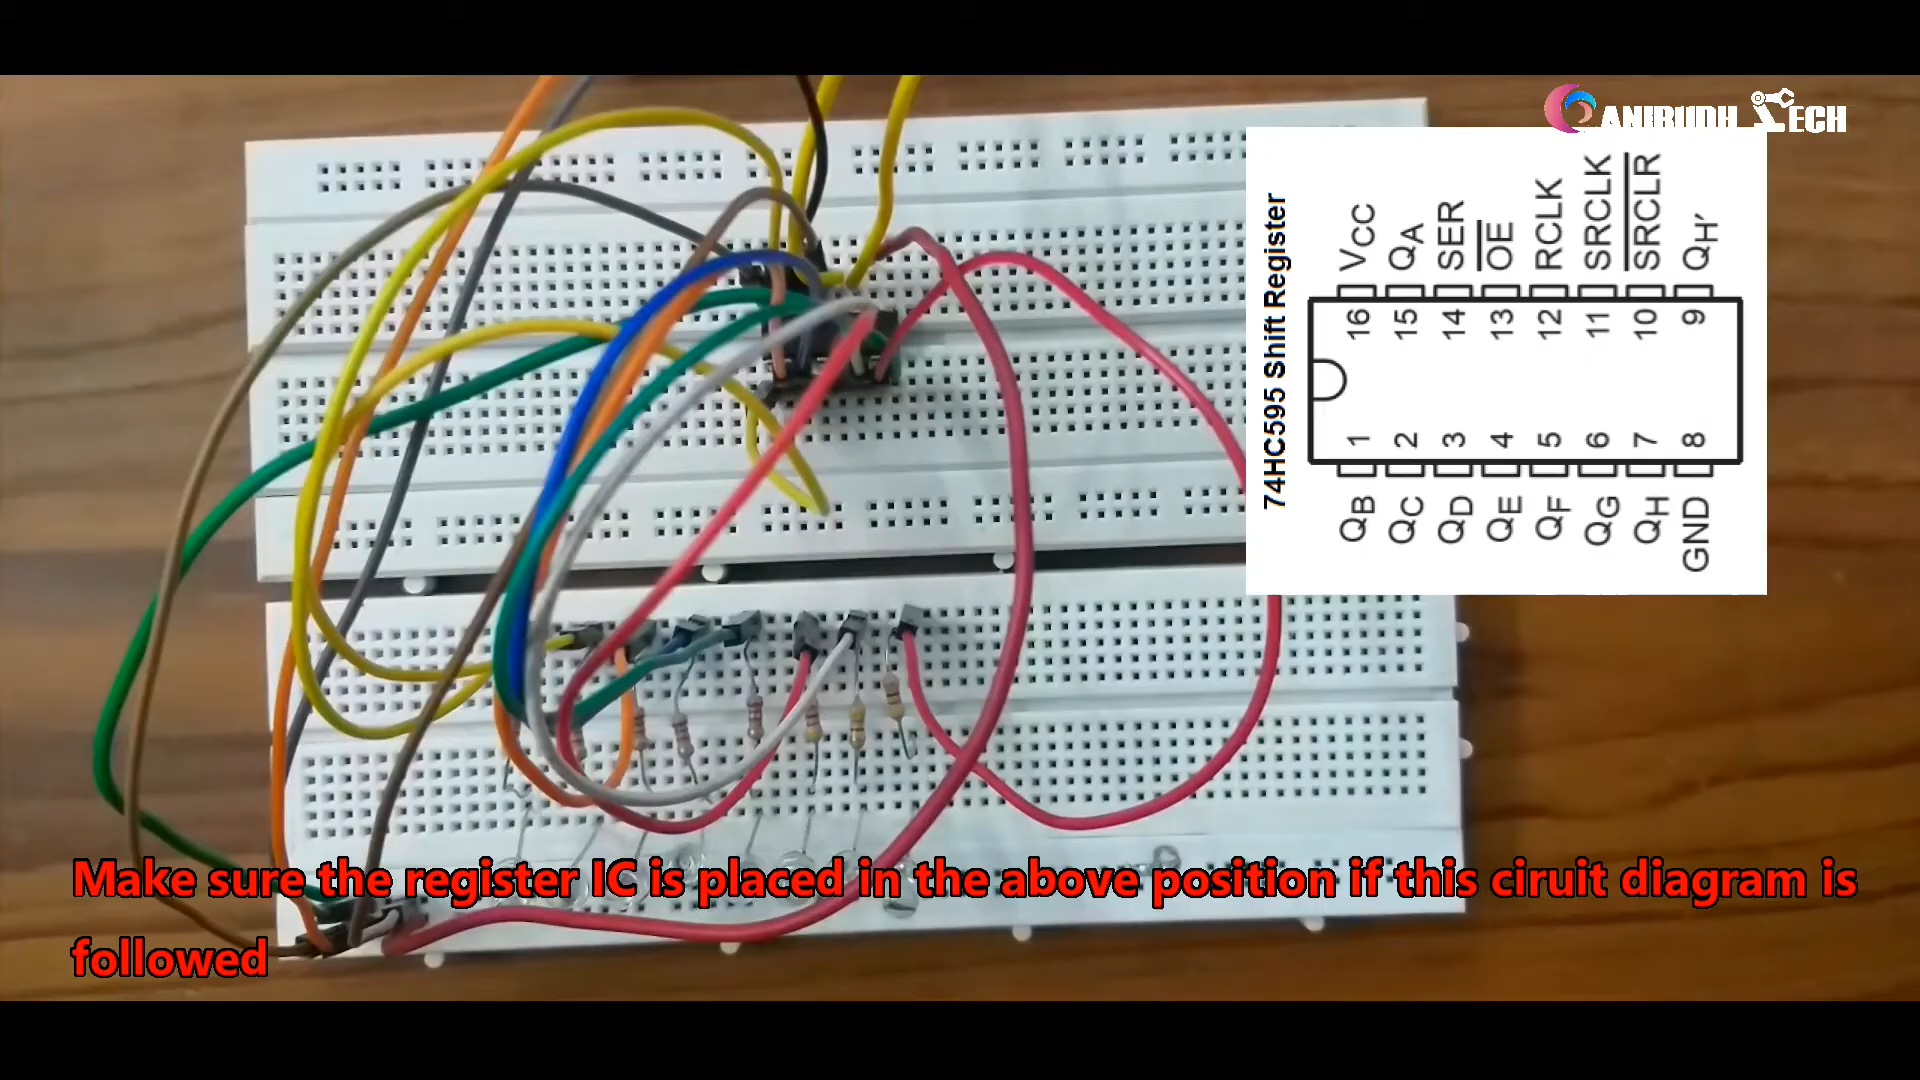 ANIRUDH TECH
74HC595 Shift Register
VCC
QA
SER
OE
RCLK
SRCLK
SRCLR
QH'
16 15 14 13 12 11 10 9
1 2 3 4 5 6 7 8
QB
QC
QD
QE
QF
QG
QH
GND
Make sure the register IC is placed in the above position if this ciruit diagram is
followed